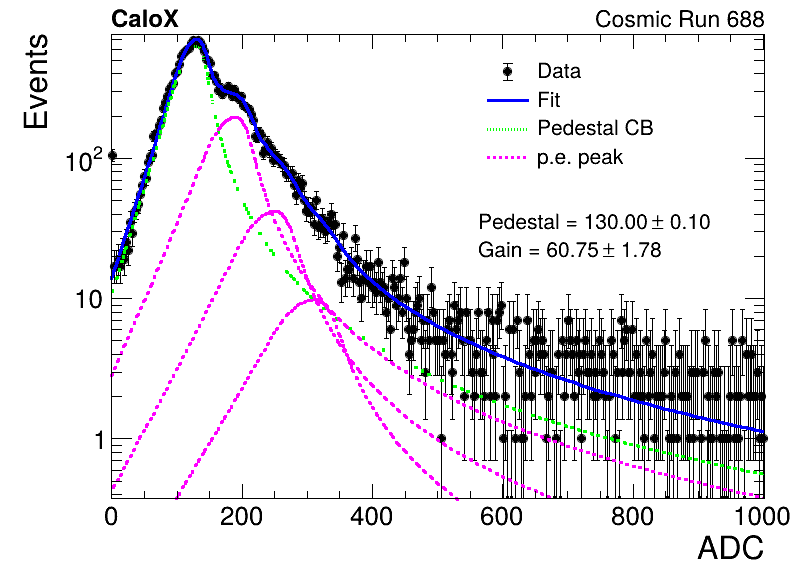 CaloX Cosmic Run 688
Events
Data
Fit
Pedestal CB
p.e. peak
Pedestal = 130.00 ± 0.10
Gain = 60.75 ± 1.78
10²
10
1
0 200 400 600 800 1000
ADC